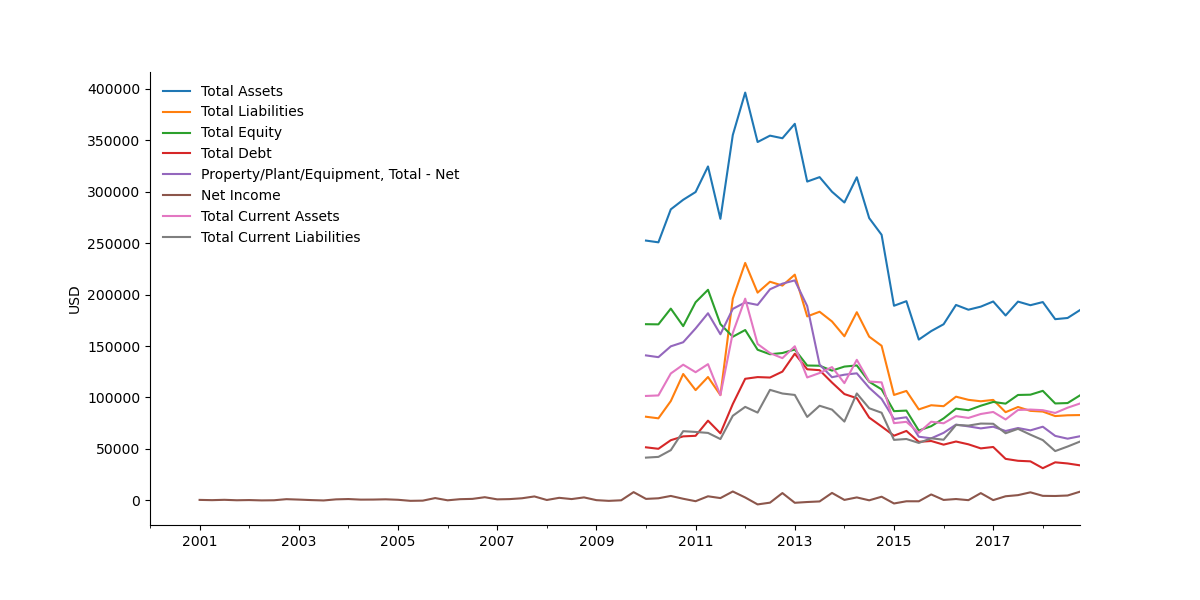 400000
350000
300000
250000
200000
150000
100000
50000
0
USD
Total Assets
Total Liabilities
Total Equity
Total Debt
Property/Plant/Equipment, Total - Net
Net Income
Total Current Assets
Total Current Liabilities
2001 2003 2005 2007 2009 2011 2013 2015 2017